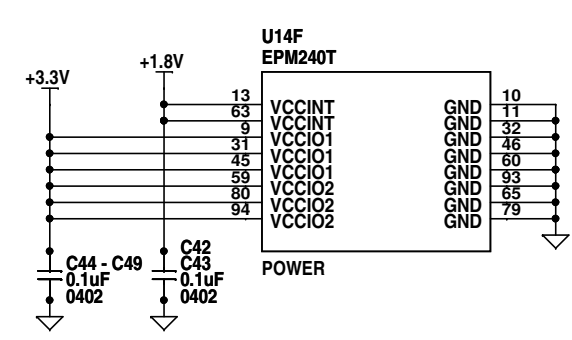 U14F
EPM240T
+1.8V
+3.3V
13 VCCINT GND 10
63 VCCINT GND 11
9 VCCIO1 GND 32
31 VCCIO1 GND 46
45 VCCIO1 GND 60
59 VCCIO2 GND 93
80 VCCIO2 GND 65
94 VCCIO2 GND 79
POWER
C44 - C49
0.1uF
0402
C42
C43
0.1uF
0402